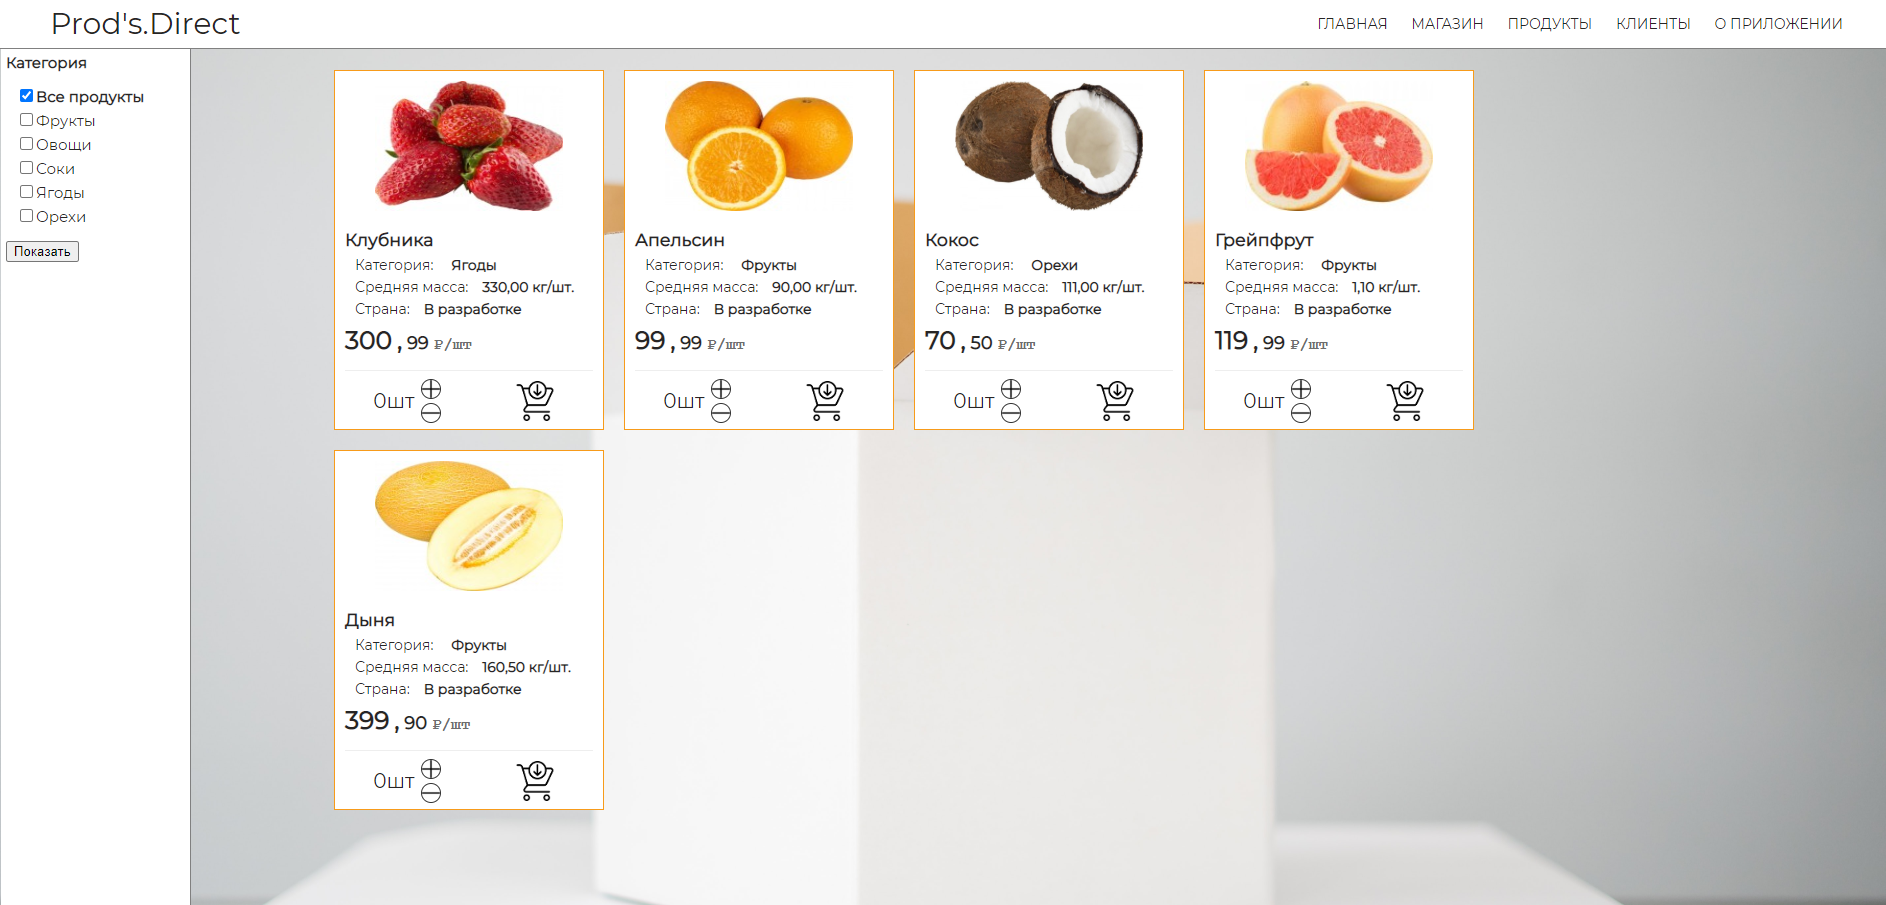 Prod's.Direct
ГЛАВНАЯ МАГАЗИН ПРОДУКТЫ КЛИЕНТЫ О ПРИЛОЖЕНИИ
Категория
Все продукты
Фрукты
Овощи
Соки
Ягоды
Орехи
Показать
Клубника
Категория: Ягоды
Средняя масса: 330,00 кг/шт.
Страна: В разработке
300 , 99 ₽/шт
0шт
Апельсин
Категория: Фрукты
Средняя масса: 90,00 кг/шт.
Страна: В разработке
99 , 99 ₽/шт
0шт
Кокос
Категория: Орехи
Средняя масса: 111,00 кг/шт.
Страна: В разработке
70 , 50 ₽/шт
0шт
Грейпфрут
Категория: Фрукты
Средняя масса: 1,10 кг/шт.
Страна: В разработке
119 , 99 ₽/шт
0шт
Дыня
Категория: Фрукты
Средняя масса: 160,50 кг/шт.
Страна: В разработке
399 , 90 ₽/шт
0шт